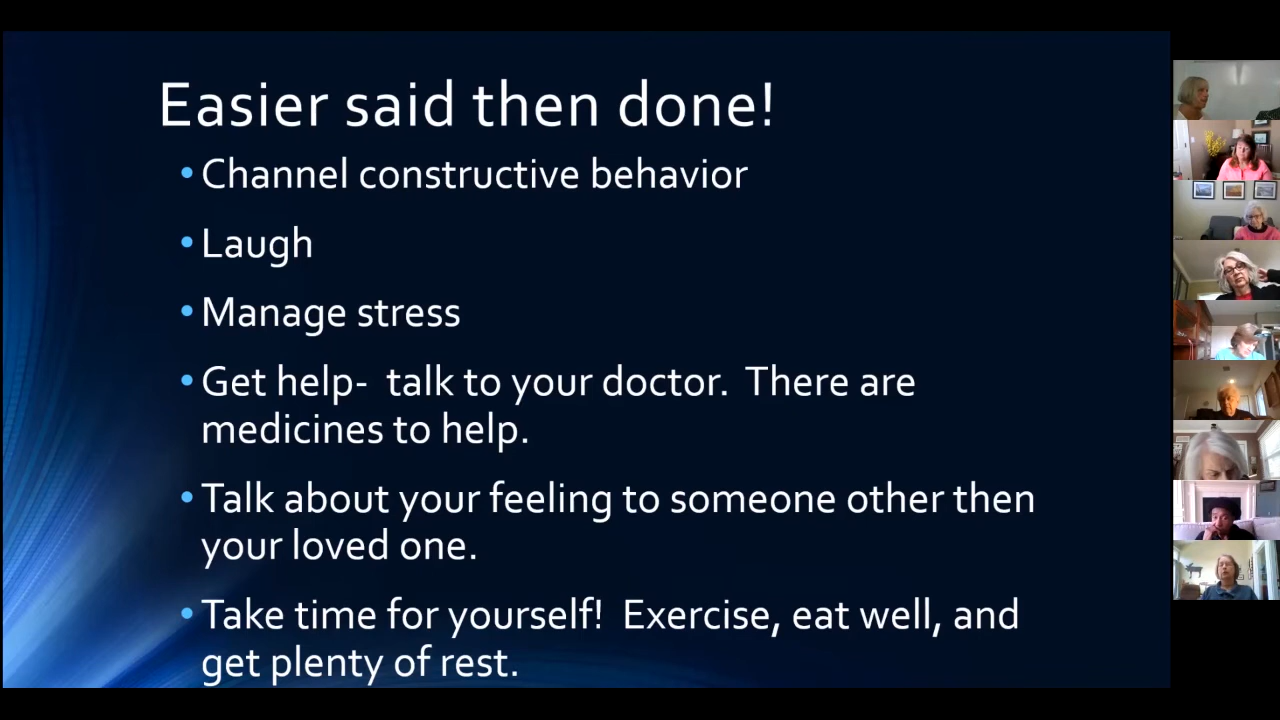 Easier said then done!
• Channel constructive behavior
• Laugh
• Manage stress
• Get help-  talk to your doctor.  There are
medicines to help.
• Talk about your feeling to someone other then
your loved one.
• Take time for yourself!  Exercise, eat well, and
get plenty of rest.